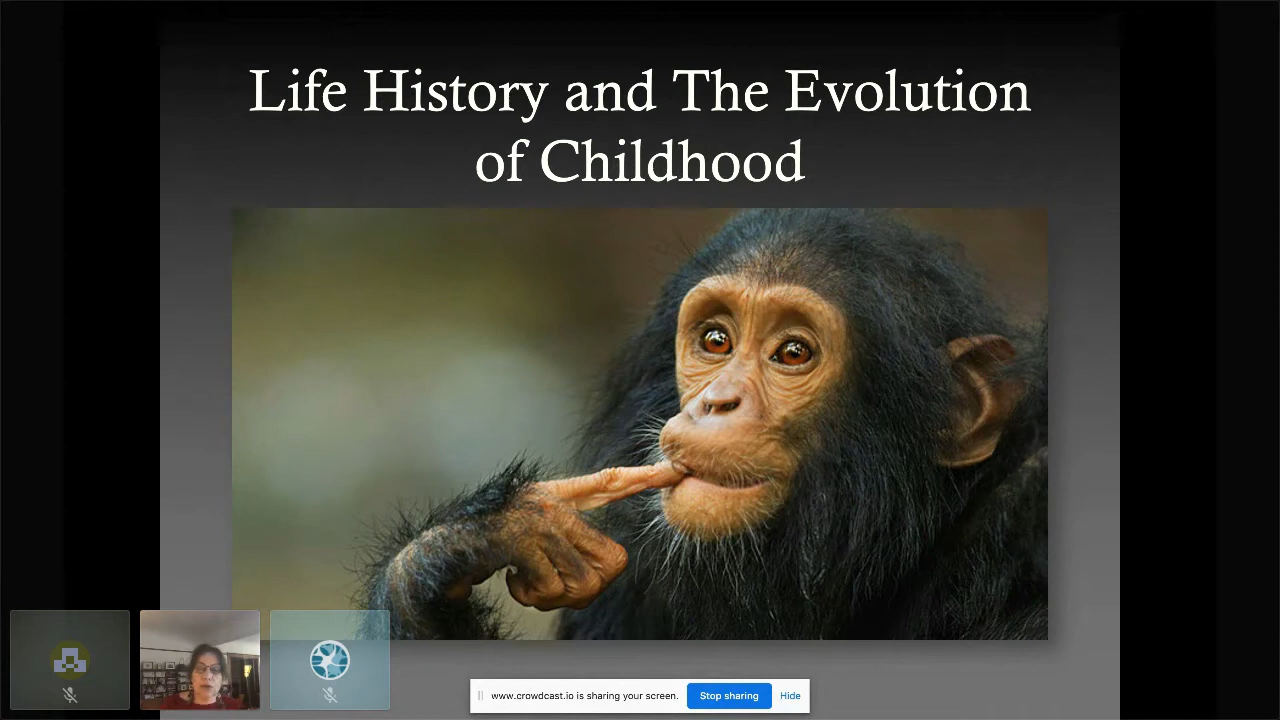 Life History and The Evolution
of Childhood
www.crowdcast.io is sharing your screen. Stop sharing Hide